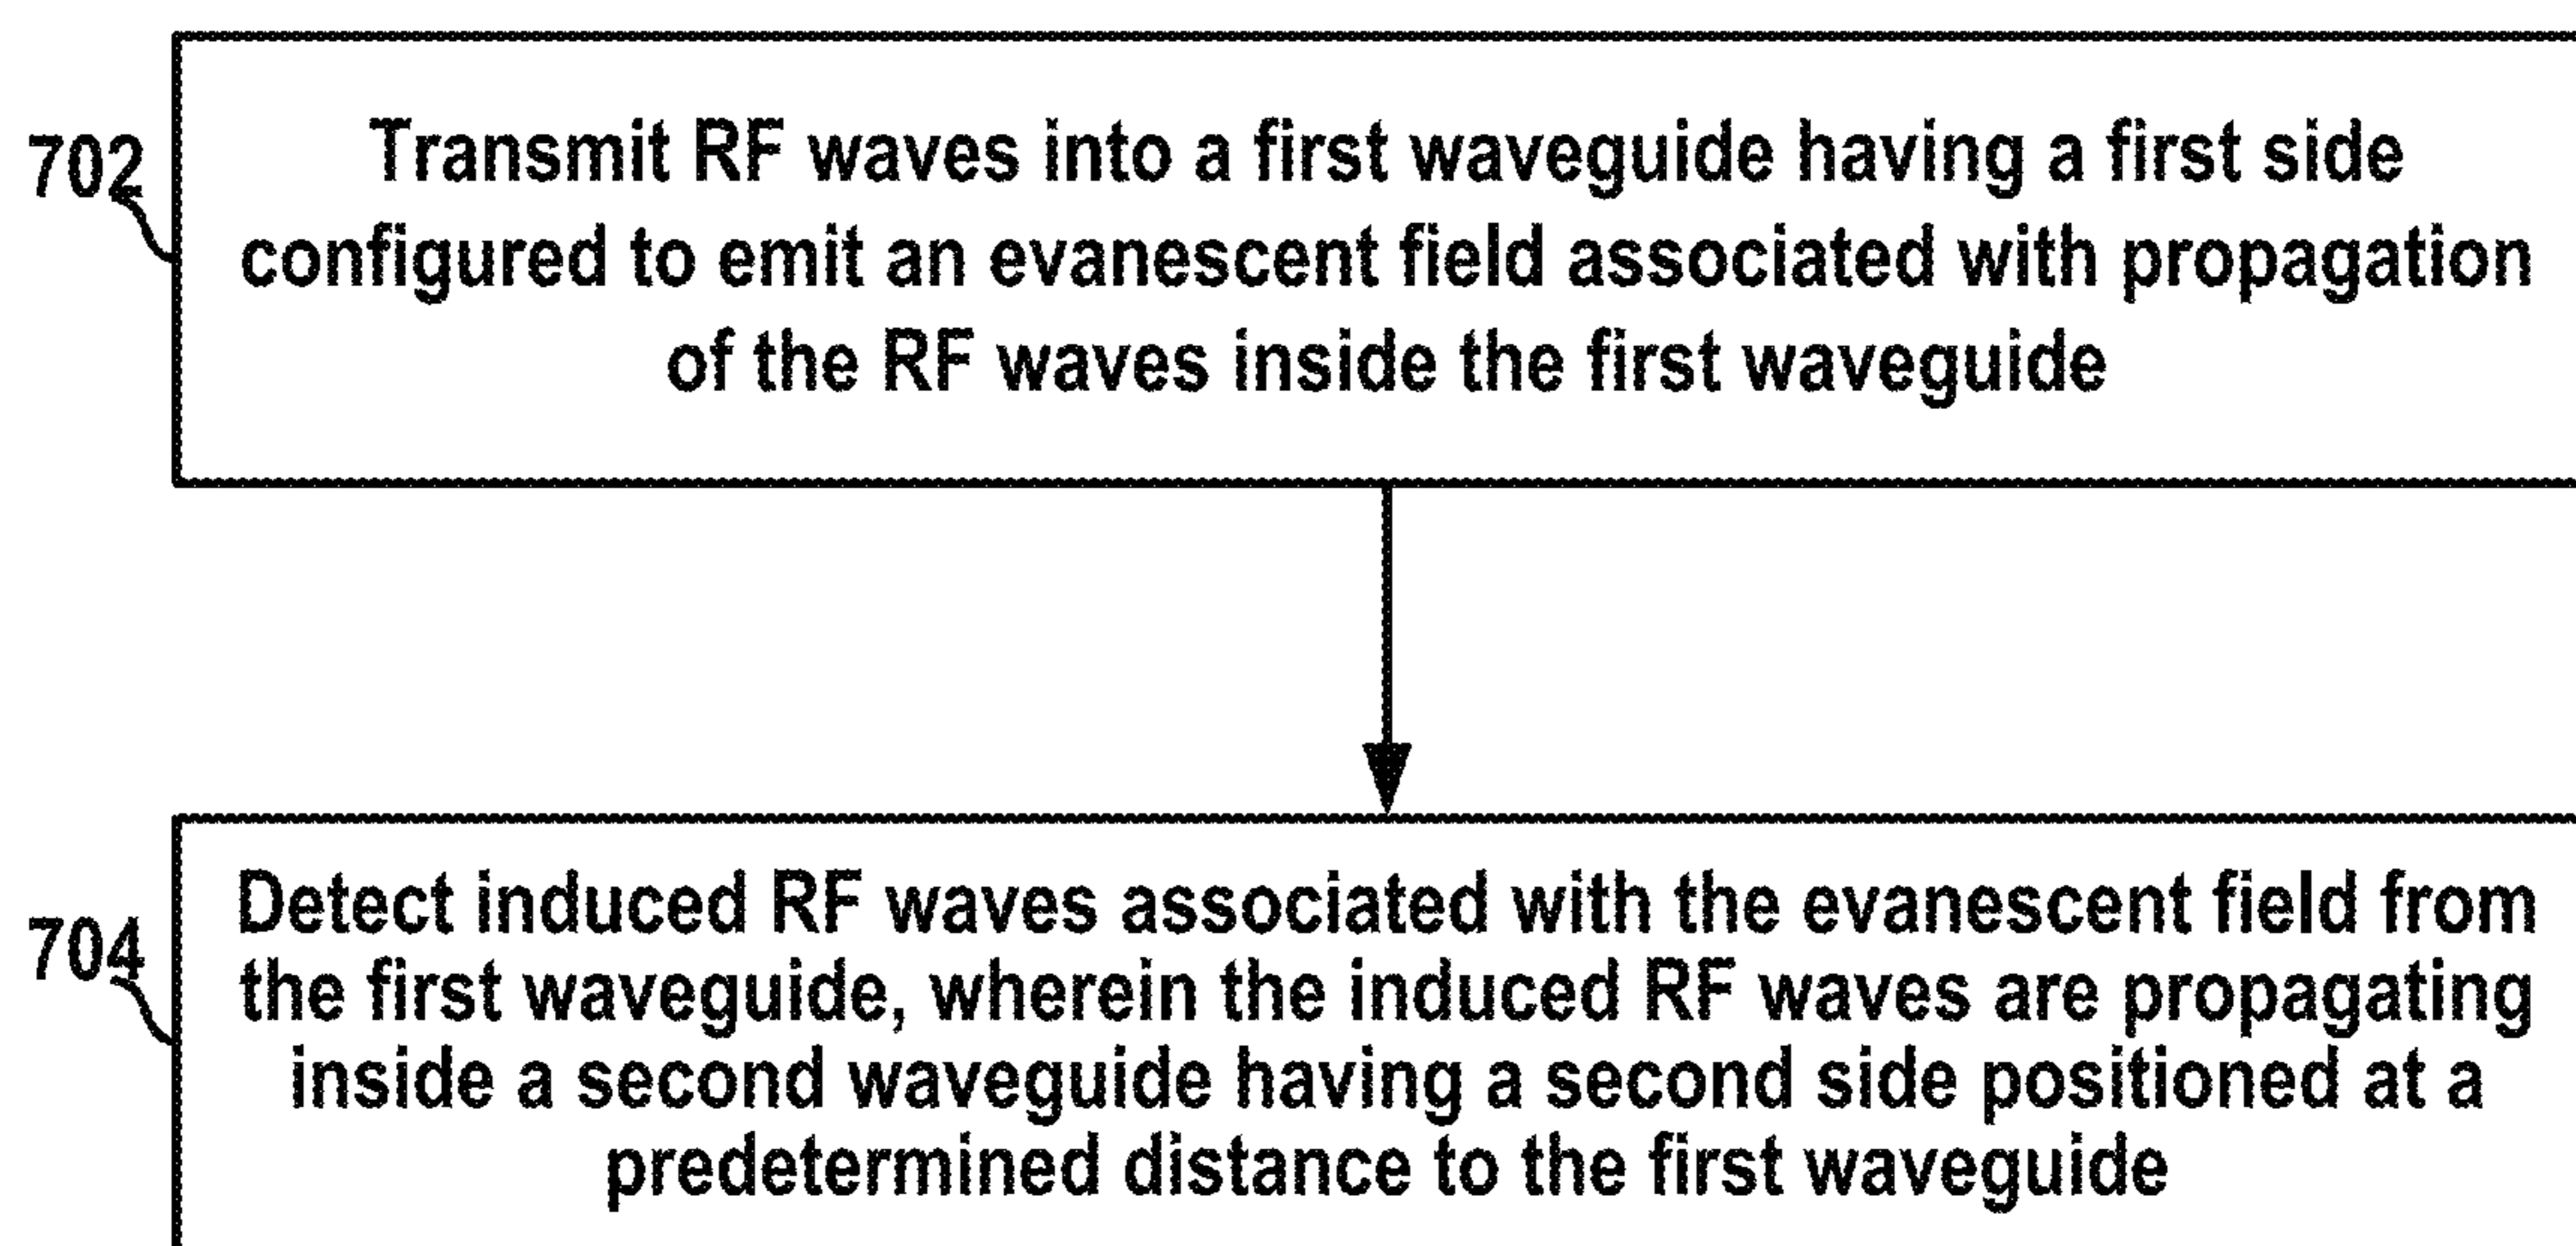 702
Transmit RF waves into a first waveguide having a first side
configured to emit an evanescent field associated with propagation
of the RF waves inside the first waveguide
704
Detect induced RF waves associated with the evanescent field from
the first waveguide, wherein the induced RF waves are propagating
inside a second waveguide having a second side positioned at a
predetermined distance to the first waveguide